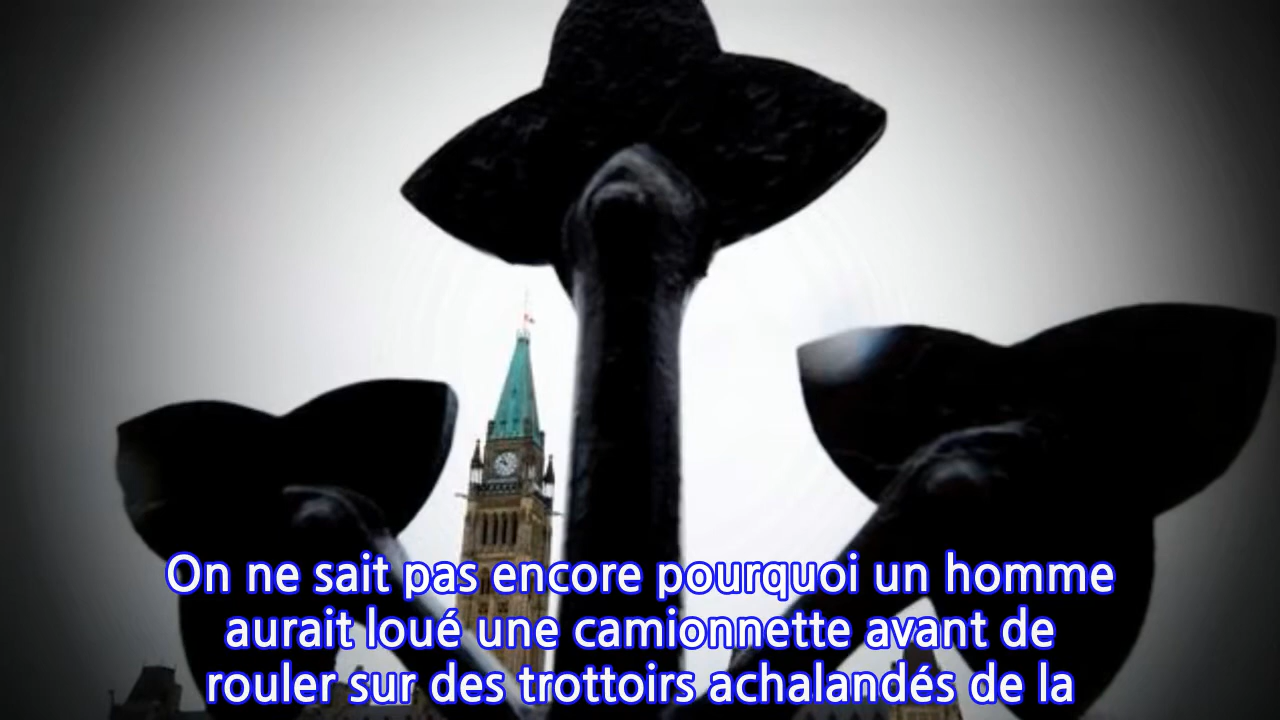 On ne sait pas encore pourquoi un homme
aurait loué une camionnette avant de
rouler sur des trottoirs achalandés de la